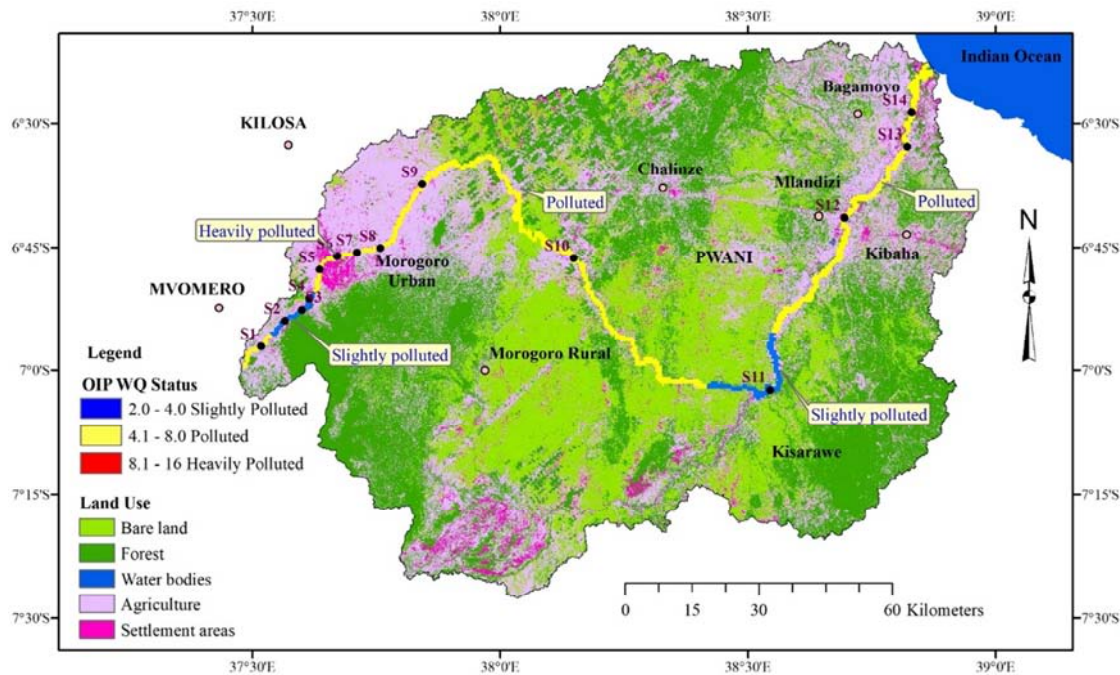 37°30'E
38°00'E
38°30'E
39°0'E
Indian Ocean
Bagamoyo
S14
6°30'S
6°30'S
KILOSA
S13
S9
Chalinze
Mlandizi
Polluted
Polluted
S12
Heavily polluted
S6
S7
S8
S10
N
6°45'S
6°45'S
S5
Morogoro
Urban
PWANI
Kibaha
MVOMERO
S4
S3
S2
S1
Slightly polluted
Legend
Morogoro Rural
7°0'S
7°0'S
S11
Slightly polluted
OIP WQ Status
2.0 - 4.0 Slightly Polluted
4.1 - 8.0 Polluted
8.1 - 16 Heavily Polluted
Kisarawe
7°15'S
7°15'S
Land Use
Bare land
Forest
Water bodies
Agriculture
Settlement areas
0 15 30 60 Kilometers
7°30'S
7°30'S
37°30'E
38°0'E
38°30'E
39°0'E